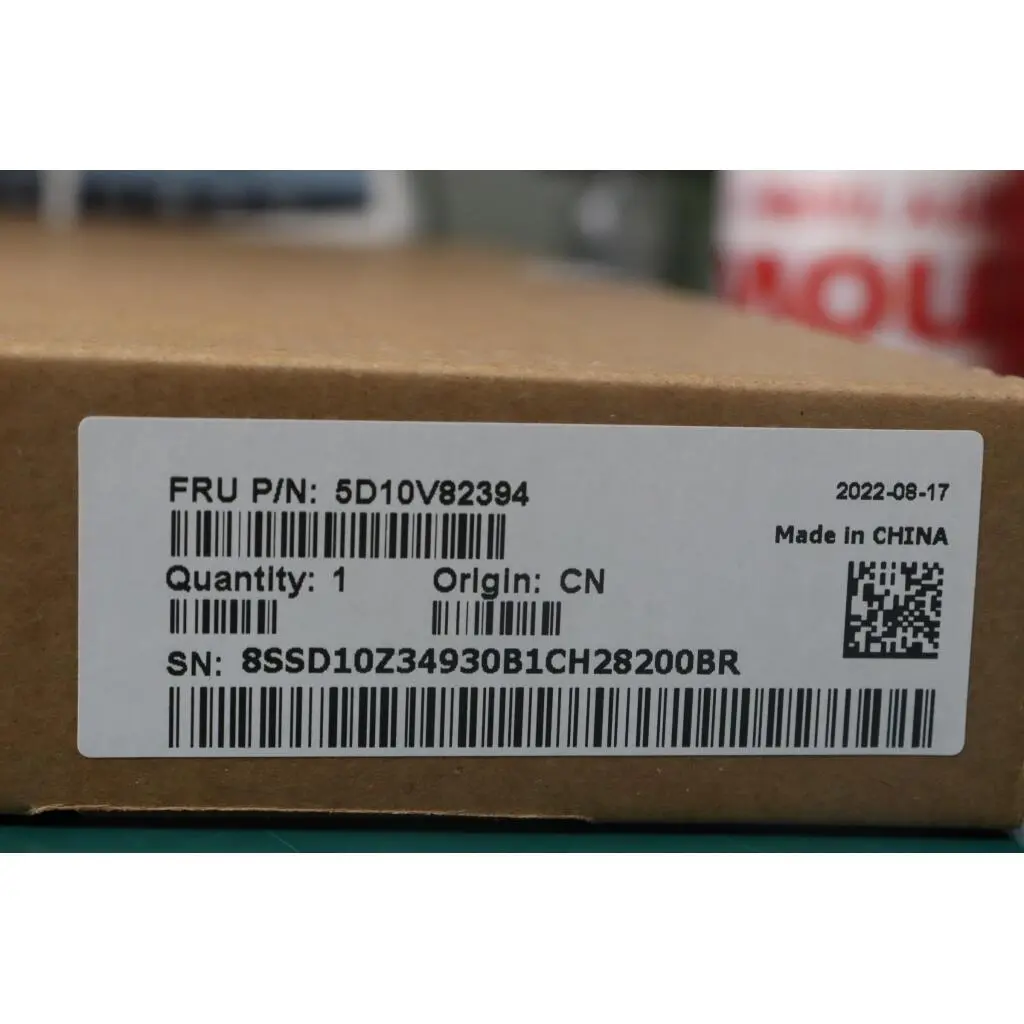 FRU P/N: 5D10V82394
2022-08-17
Made in CHINA
Quantity: 1
Origin: CN
SN: 8SSD10Z34930B1CH28200BR